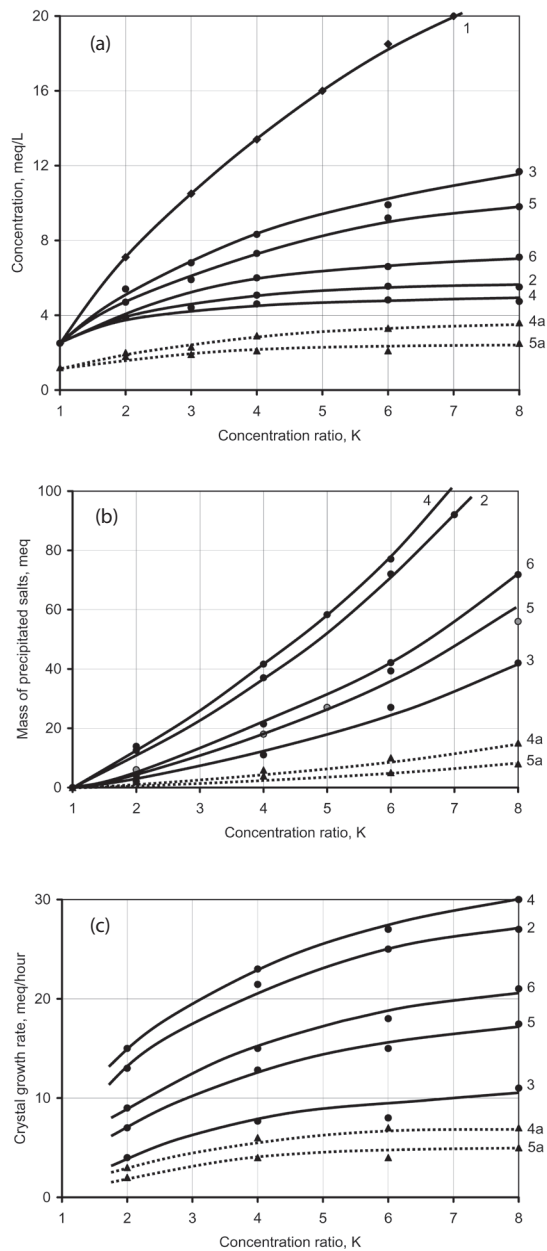 20
(a)
1
16
12
3
5
8
6
2
4
4
4a
5a
0
1 2 3 4 5 6 7 8
Concentration, meq/L
Concentration ratio, K
100
(b)
4 2
80
6
5
60
40
3
20
4a
5a
0
1 2 3 4 5 6 7 8
Mass of precipitated salts, meq
Concentration ratio, K
30
(c)
4
2
20
6
5
3
10
4a
5a
0
1 2 3 4 5 6 7 8
Crystal growth rate, meq/hour
Concentration ratio, K